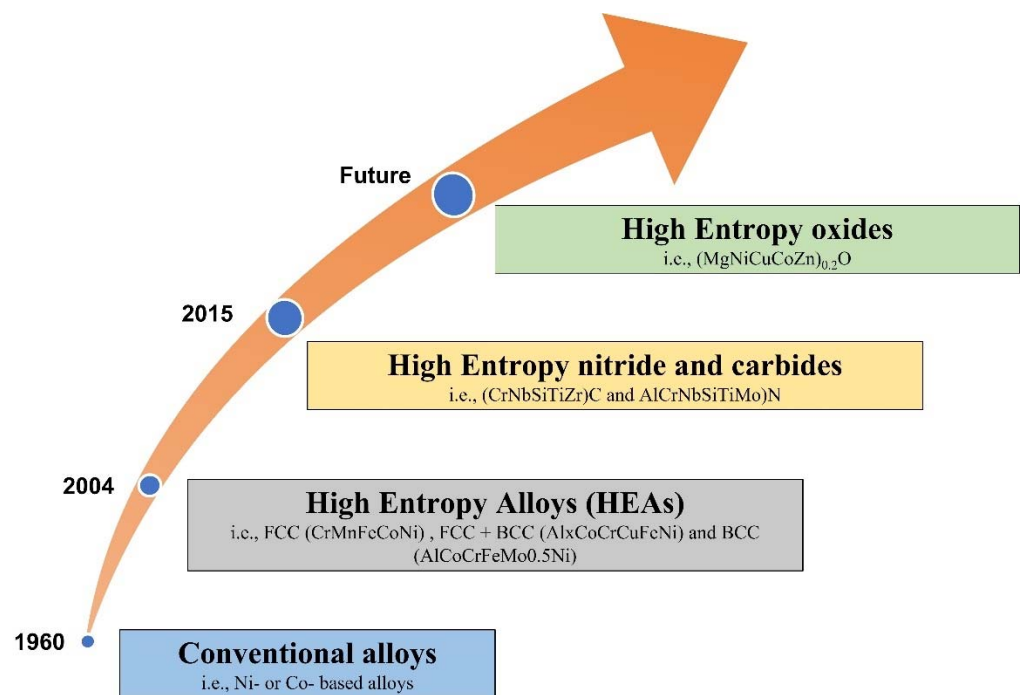 Future
High Entropy oxides
i.e., (MgNiCuCoZn)0.2O
2015
High Entropy nitride and carbides
i.e., (CrNbSiTiZr)C and AlCrNbSiTiMo)N
2004
High Entropy Alloys (HEAs)
i.e., FCC (CrMnFeCoNi) , FCC + BCC (AlxCoCrCuFeNi) and BCC
(AlCoCrFeMo0.5Ni)
1960
Conventional alloys
i.e., Ni- or Co- based alloys